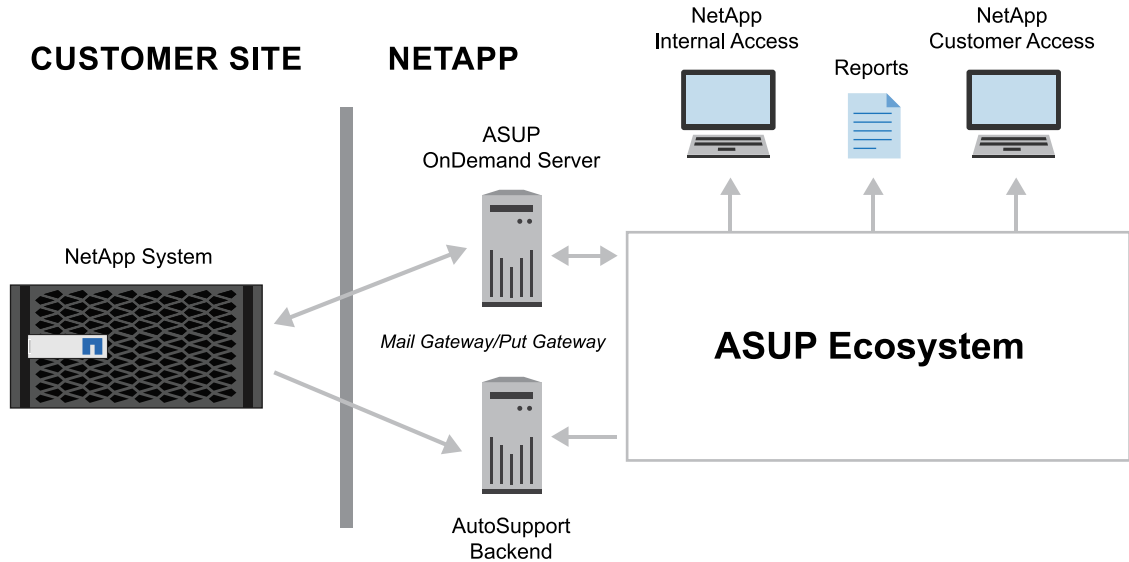 CUSTOMER SITE
NETAPP
NetApp
Internal Access
Reports
NetApp
Customer Access
ASUP
OnDemand Server
NetApp System
Mail Gateway/Put Gateway
ASUP Ecosystem
AutoSupport
Backend